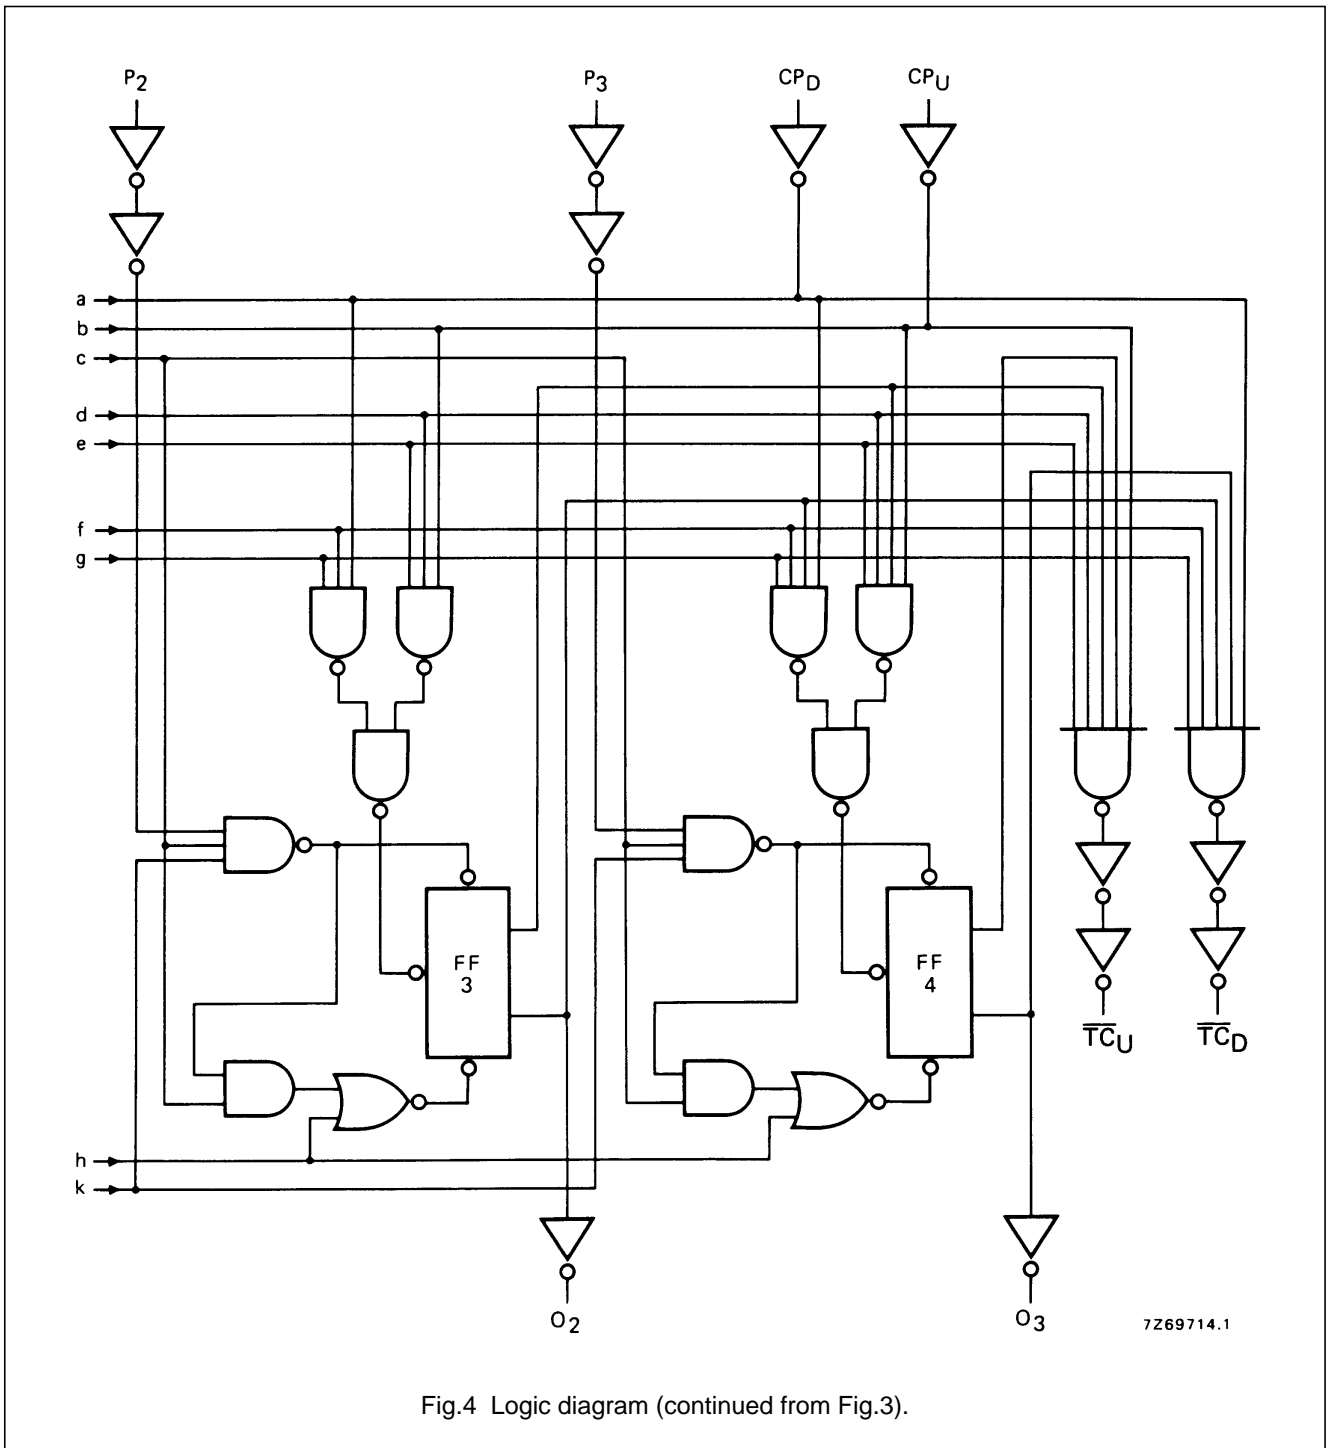 P2 P3 CPD CPU
a
b
c
d
e
f
g
FF
3
FF
4
TCU TCD
h
k
O2 O3
7Z69714.1
Fig.4 Logic diagram (continued from Fig.3).